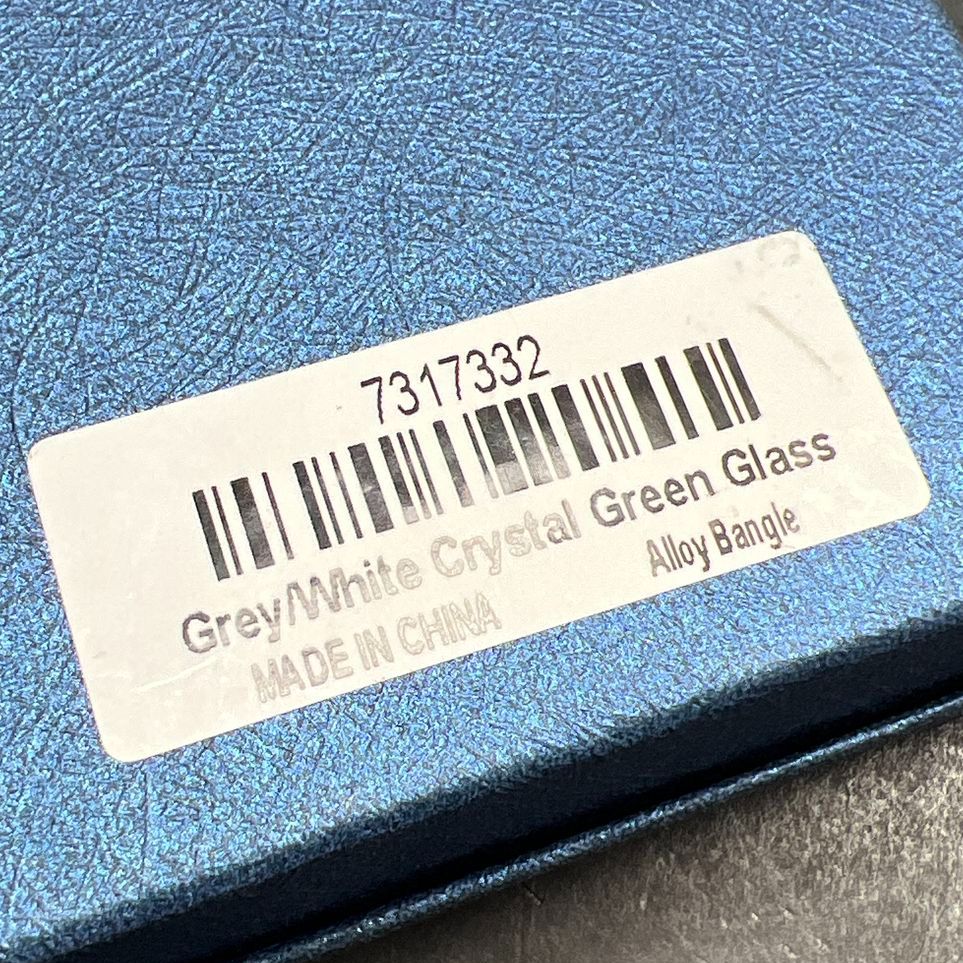 7317332
Grey/White Crystal Green Glass
MADE IN CHINA
Alloy Bangle